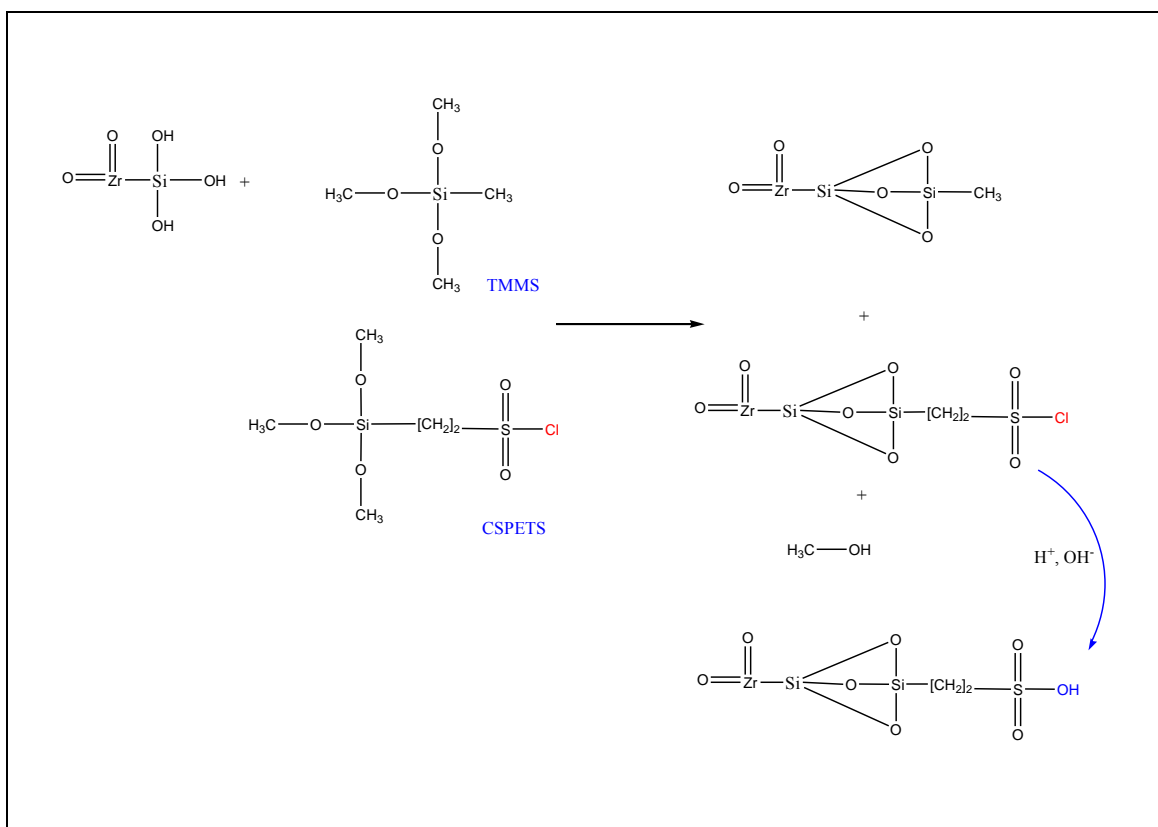 O
O
Zr
Si
OH
OH
OH
+
CH3
O
H3C
O
Si
CH3
O
CH3
TMMS
CH3
O
H3C
O
Si
[CH2]2
S
O
O
Cl
O
CH3
CSPETS
O
O
Zr
Si
O
O
Si
CH3
O
+
O
O
Zr
Si
O
O
Si
[CH2]2
S
O
O
Cl
O
+
H3C
OH
H+, OH-
O
O
Zr
Si
O
O
Si
[CH2]2
S
O
O
OH
O